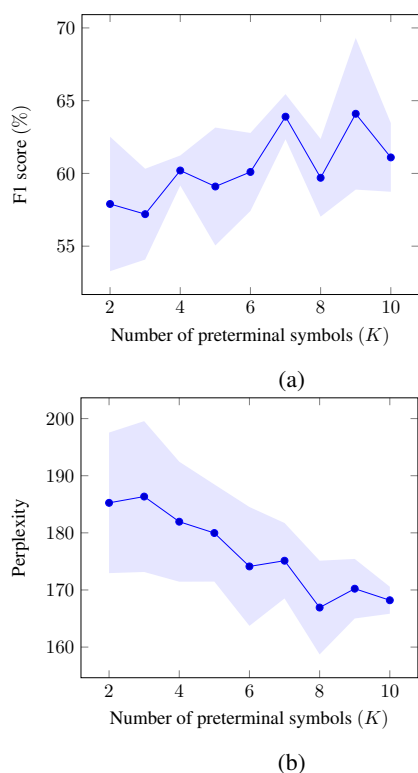 70
65
60
55
F1 score (%)
2 4 6 8 10
Number of preterminal symbols (K)
(a)
200
190
180
170
160
Perplexity
2 4 6 8 10
Number of preterminal symbols (K)
(b)